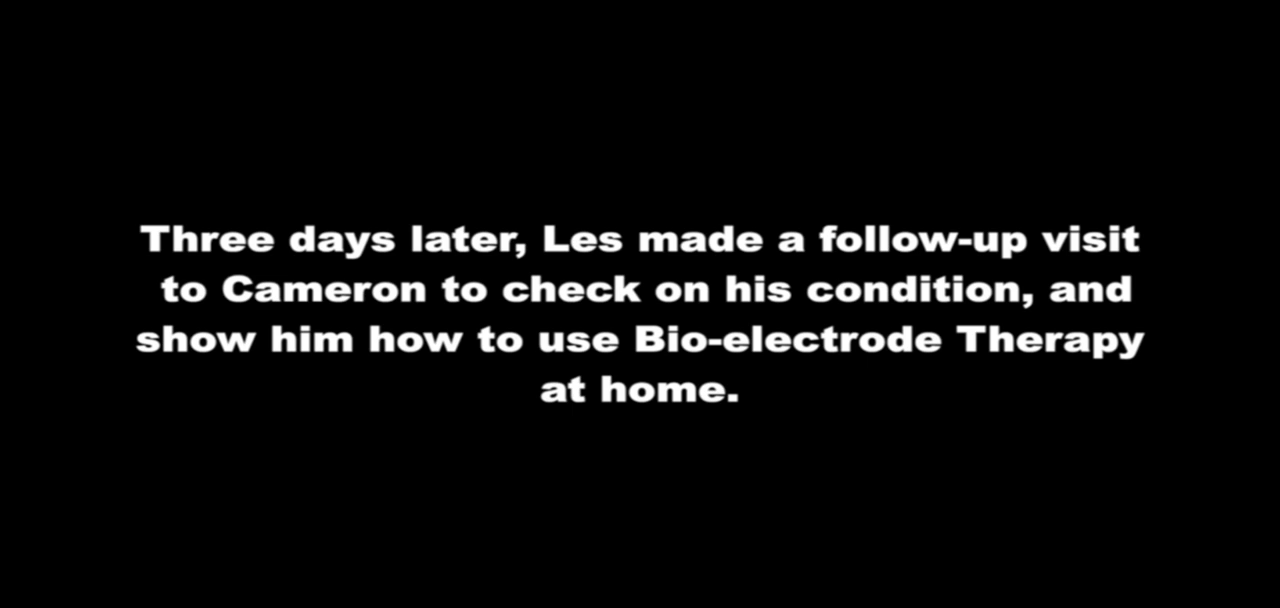 Three days later, Les made a follow-up visit
to Cameron to check on his condition, and
show him how to use Bio-electrode Therapy
at home.